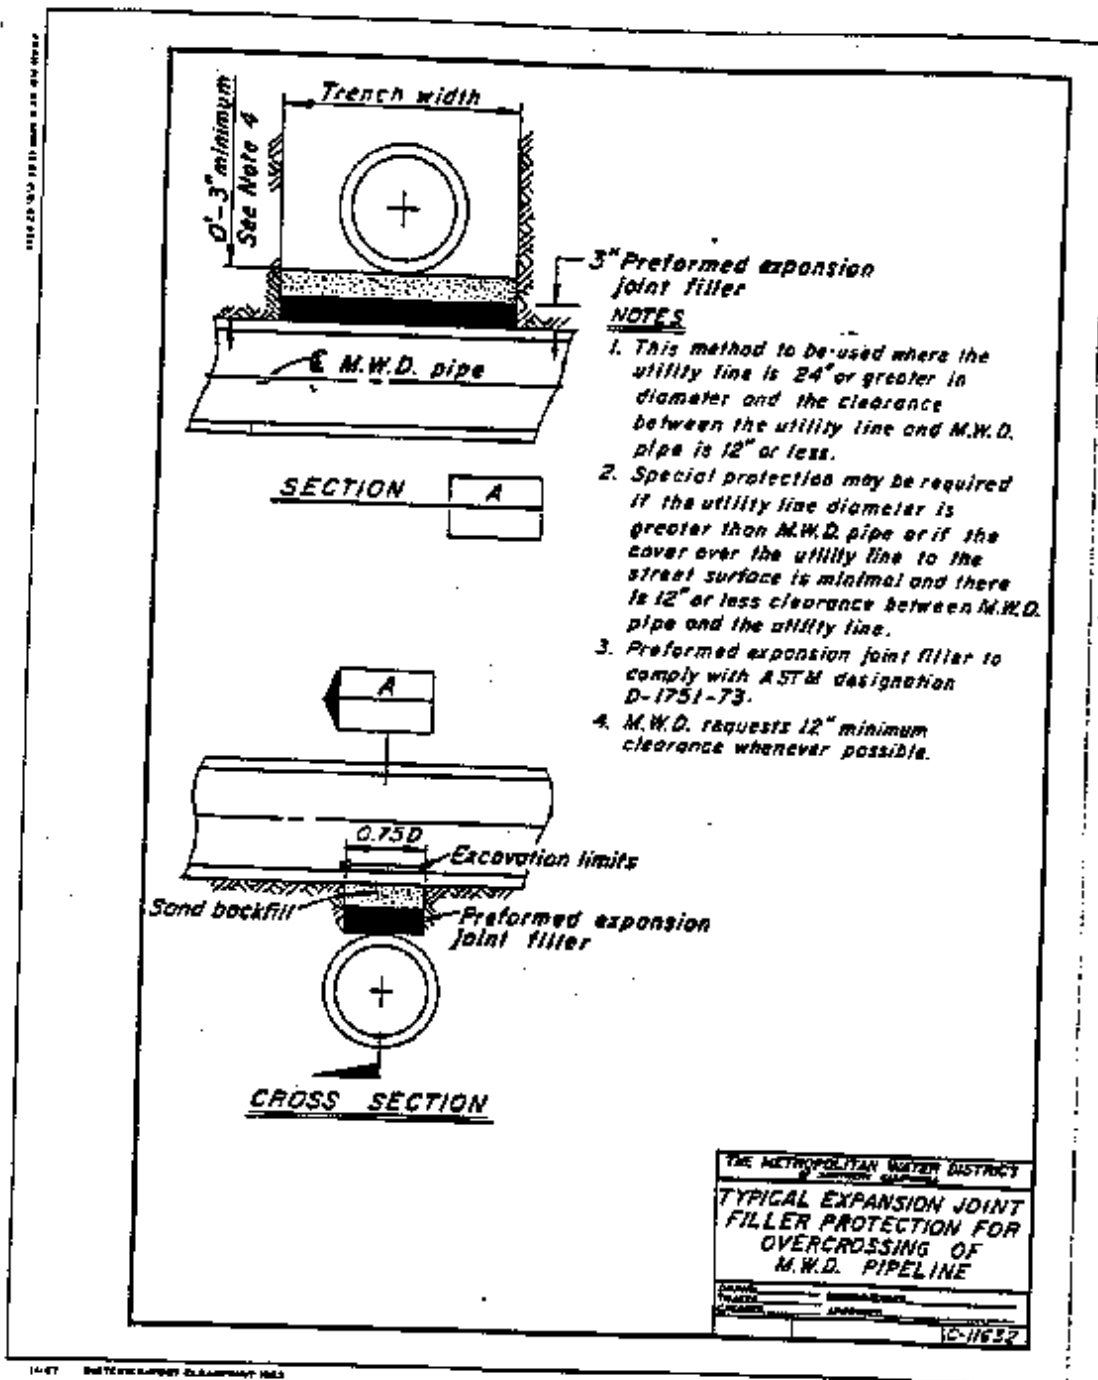 Trench width
0'-3" minimum
See Note 4
3" Preformed expansion
joint filler
℄ M.W.D. pipe
SECTION A
NOTES
1. This method to be used where the
utility line is 24" or greater in
diameter and the clearance
between the utility line and M.W.D.
pipe is 12" or less.
2. Special protection may be required
if the utility line diameter is
greater than M.W.D. pipe or if the
cover over the utility line to the
street surface is minimal and there
is 12" or less clearance between M.W.D.
pipe and the utility line.
3. Preformed expansion joint filler to
comply with ASTM designation
D-1751-73.
4. M.W.D. requests 12" minimum
clearance whenever possible.
A
0.75D
Excavation limits
Sand backfill
Preformed expansion
joint filler
CROSS SECTION
THE METROPOLITAN WATER DISTRICT
TYPICAL EXPANSION JOINT
FILLER PROTECTION FOR
OVERCROSSING OF
M.W.D. PIPELINE
C-11632